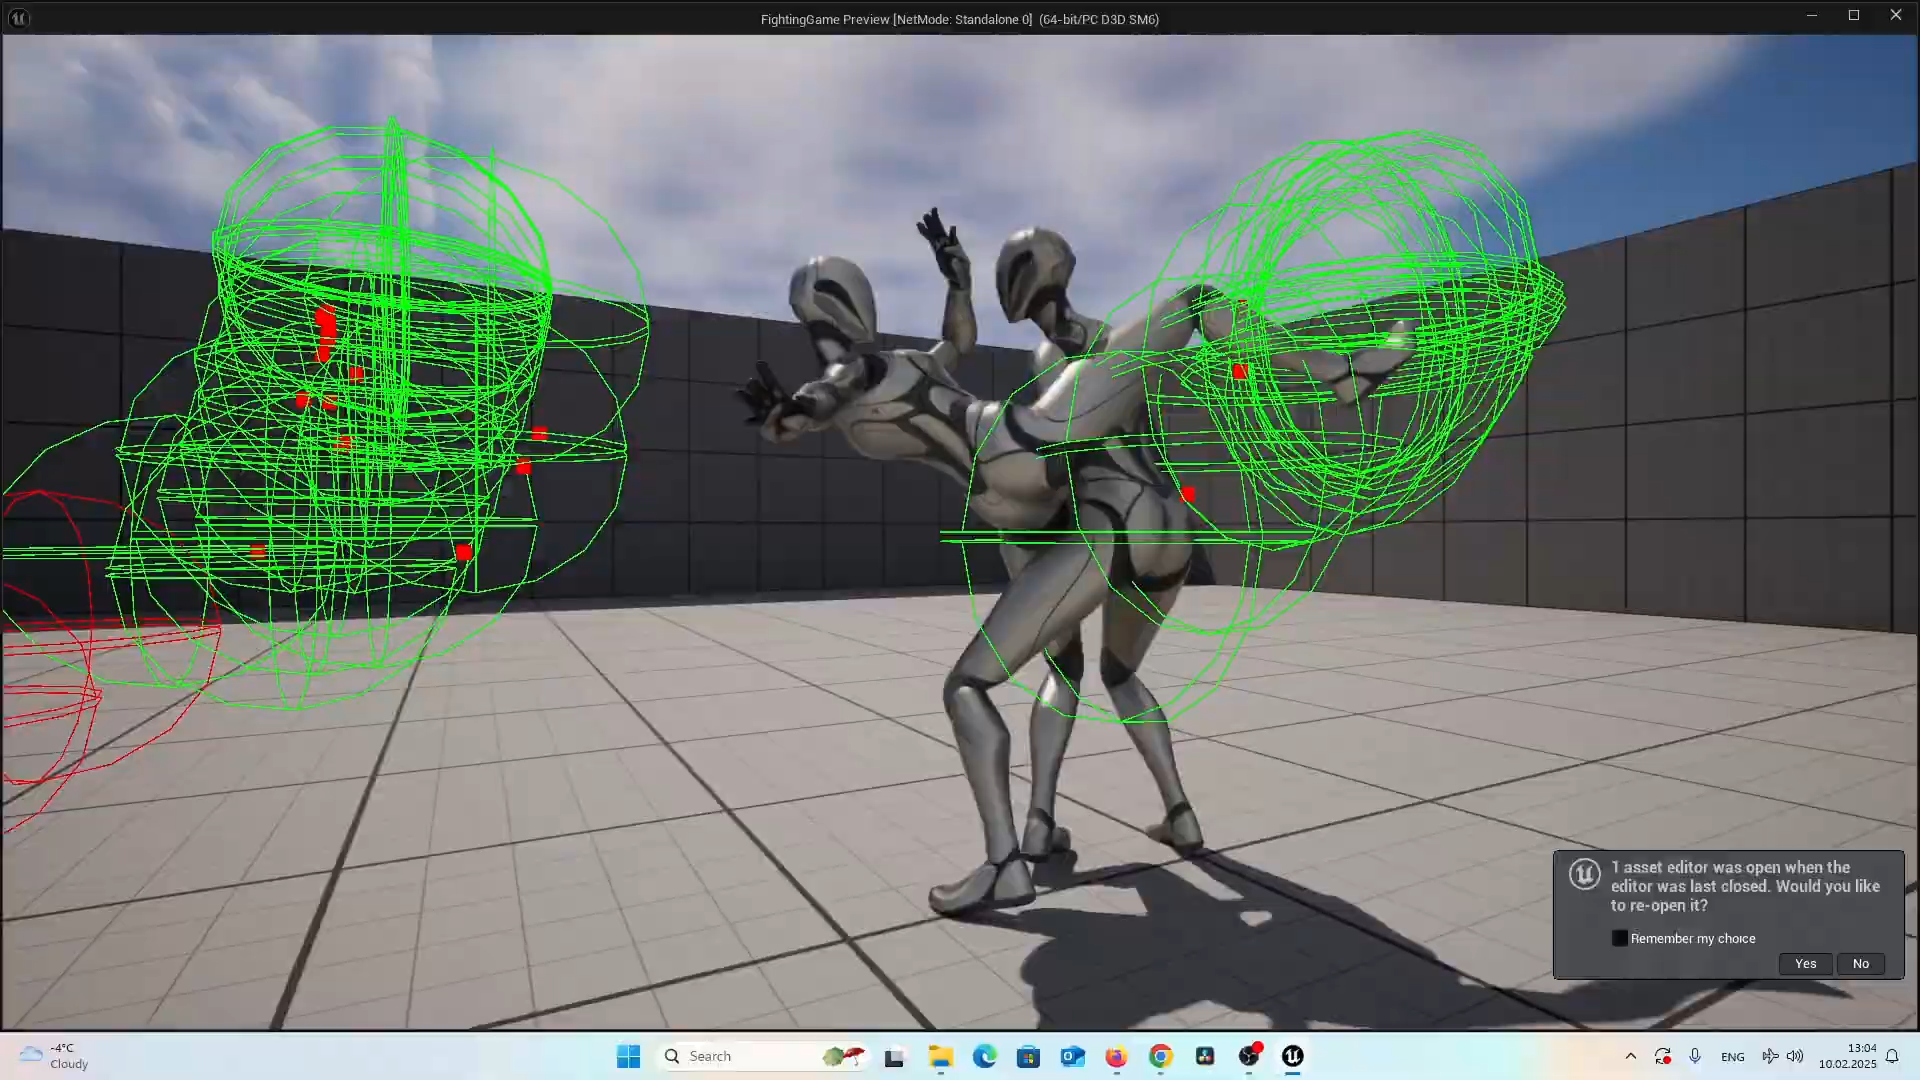 FightingGame Preview [NetMode: Standalone 0] (64-bit/PC D3D SM6)
1 asset editor was open when the
editor was last closed. Would you like
to re-open it?
Remember my choice
Yes
No
-4°C
Cloudy
Search
ENG
13:04
10.02.2025